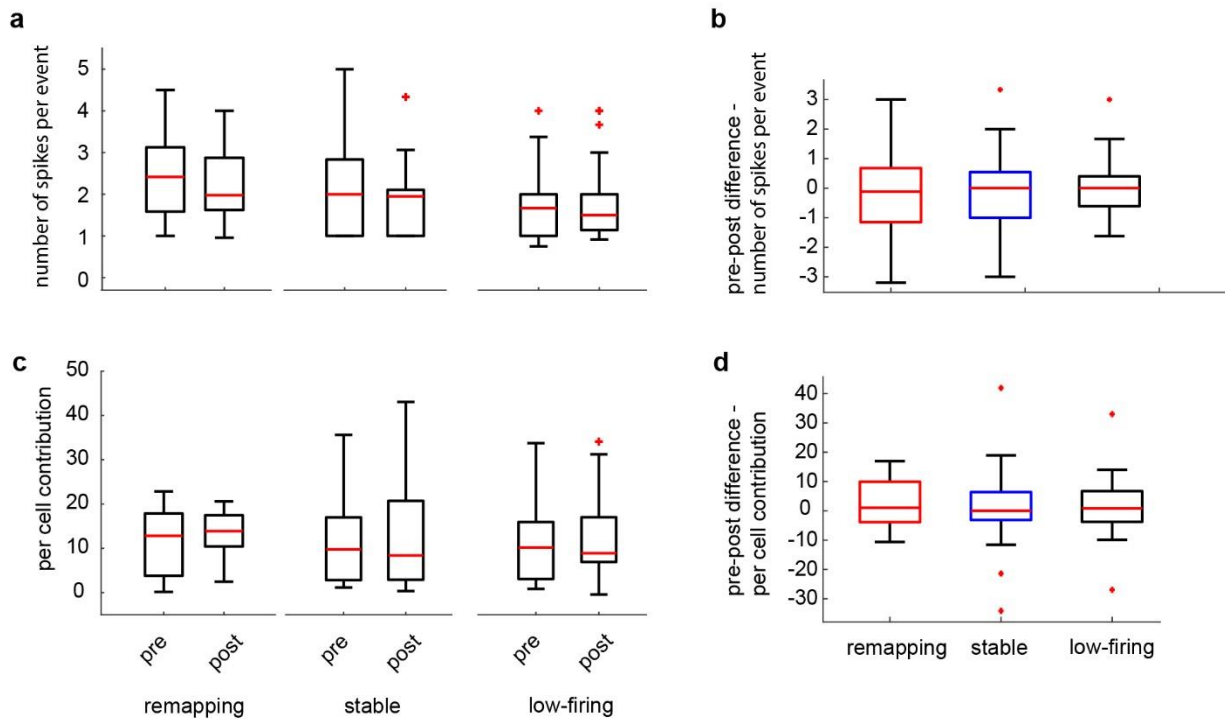 a
number of spikes per event
5
4
3
2
1
0
b
pre-post difference -
number of spikes per event
3
2
1
0
-1
-2
-3
c
per cell contribution
50
40
30
20
10
0
pre
post
pre
post
pre
post
remapping
stable
low-firing
d
pre-post difference -
per cell contribution
40
30
20
10
0
-10
-20
-30
remapping
stable
low-firing